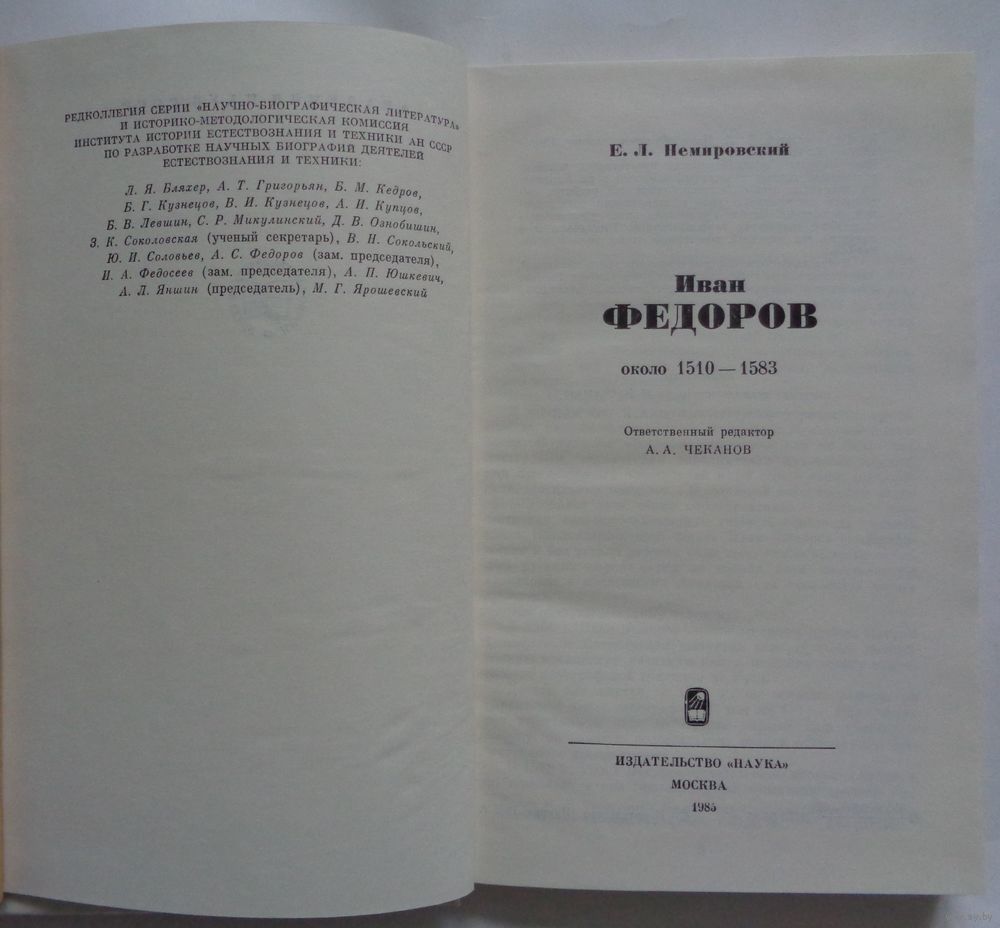 РЕДКОЛЛЕГИЯ СЕРИИ «НАУЧНО-БИОГРАФИЧЕСКАЯ ЛИТЕРАТУРА»
И ИСТОРИКО-МЕТОДОЛОГИЧЕСКАЯ КОМИССИЯ
ИНСТИТУТА ИСТОРИИ ЕСТЕСТВОЗНАНИЯ И ТЕХНИКИ АН СССР
ПО РАЗРАБОТКЕ НАУЧНЫХ БИОГРАФИЙ ДЕЯТЕЛЕЙ
ЕСТЕСТВОЗНАНИЯ И ТЕХНИКИ:
Л. Я. Бляхер, А. Т. Григорьян, Б. М. Кедров,
Б. Г. Кузнецов, В. И. Кузнецов, А. И. Купцов,
Б. В. Левшин, С. Р. Микулинский, Д. В. Ознобишин,
З. К. Соколовская (ученый секретарь), В. Н. Сокольский,
Ю. И. Соловьев, А. С. Федоров (зам. председателя),
И. А. Федосеев (зам. председателя), А. П. Юшкевич,
А. Л. Яншин (председатель), М. Г. Ярошевский
Е. Л. Немировский
Иван
ФЕДОРОВ
около 1510—1583
Ответственный редактор
А. А. ЧЕКАНОВ
ИЗДАТЕЛЬСТВО «НАУКА»
МОСКВА
1985